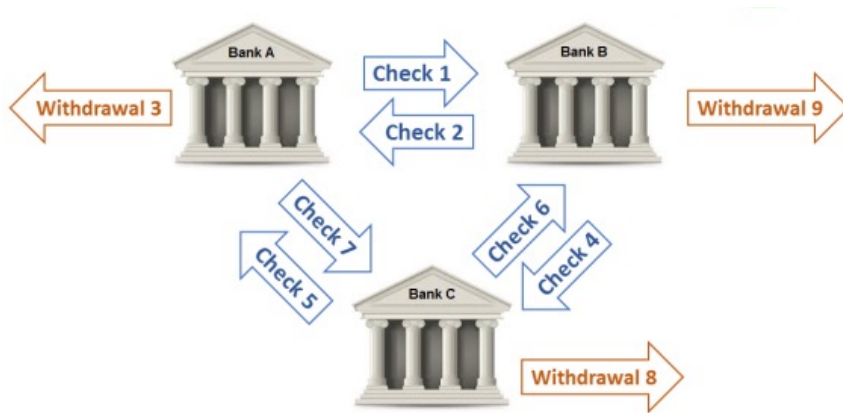 Bank A
Bank B
Check 1
Withdrawal 3
Withdrawal 9
Check 2
Check 7
Check 6
Check 5
Check 4
Bank C
Withdrawal 8